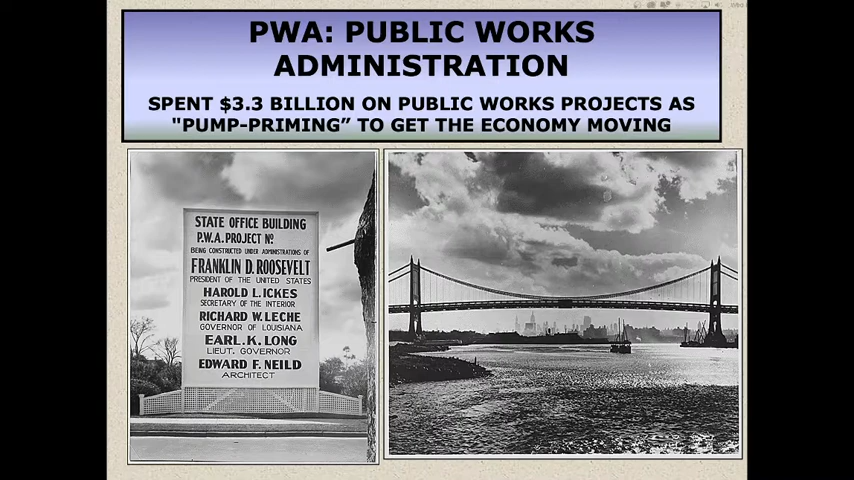 PWA: PUBLIC WORKS
ADMINISTRATION
SPENT $3.3 BILLION ON PUBLIC WORKS PROJECTS AS
"PUMP-PRIMING” TO GET THE ECONOMY MOVING
STATE OFFICE BUILDING
P.W.A. PROJECT Nº
BEING CONSTRUCTED UNDER ADMINISTRATIONS OF
FRANKLIN D. ROOSEVELT
PRESIDENT OF THE UNITED STATES
HAROLD L. ICKES
SECRETARY OF THE INTERIOR
RICHARD W. LECHE
GOVERNOR OF LOUISIANA
EARL. K. LONG
LIEUT. GOVERNOR
EDWARD F. NEILD
ARCHITECT